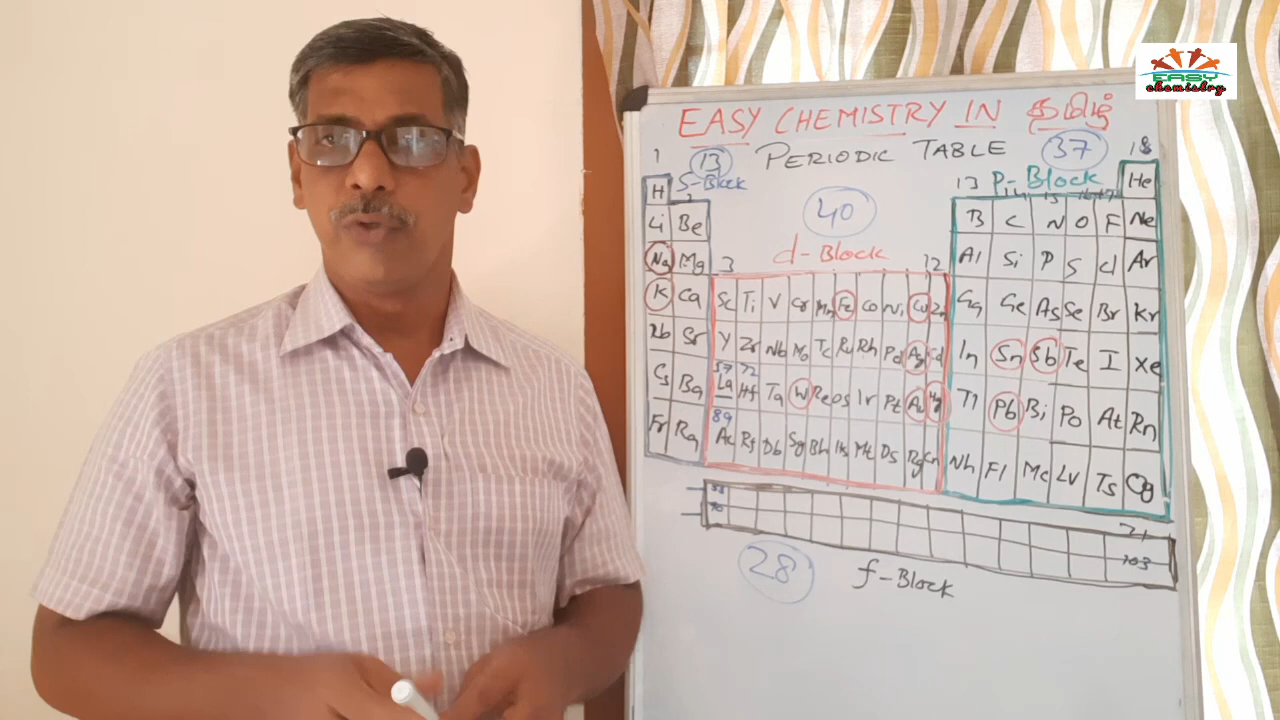 EASY chemistry
EASY CHEMISTRY IN தமிழ்
PERIODIC TABLE
13
37
1
18
S-Block
13 P-Block
H
He
2
40
Li Be
B C N O F Ne
d-Block
Na Mg
3
12
Al Si P S Cl Ar
K Ca Sc Ti V Cr Mn Fe Co Ni Cu Zn Ga Ge As Se Br Kr
Rb Sr Y Zr Nb Mo Tc Ru Rh Pd Ag Cd In Sn Sb Te I Xe
57 72
Cs Ba La Hf Ta W Re Os Ir Pt Au Hg Tl Pb Bi Po At Rn
89
Fr Ra Ac Rf Db Sg Bh Hs Mt Ds Rg Cn Nh Fl Mc Lv Ts Og
58
71
90
103
28
f-Block